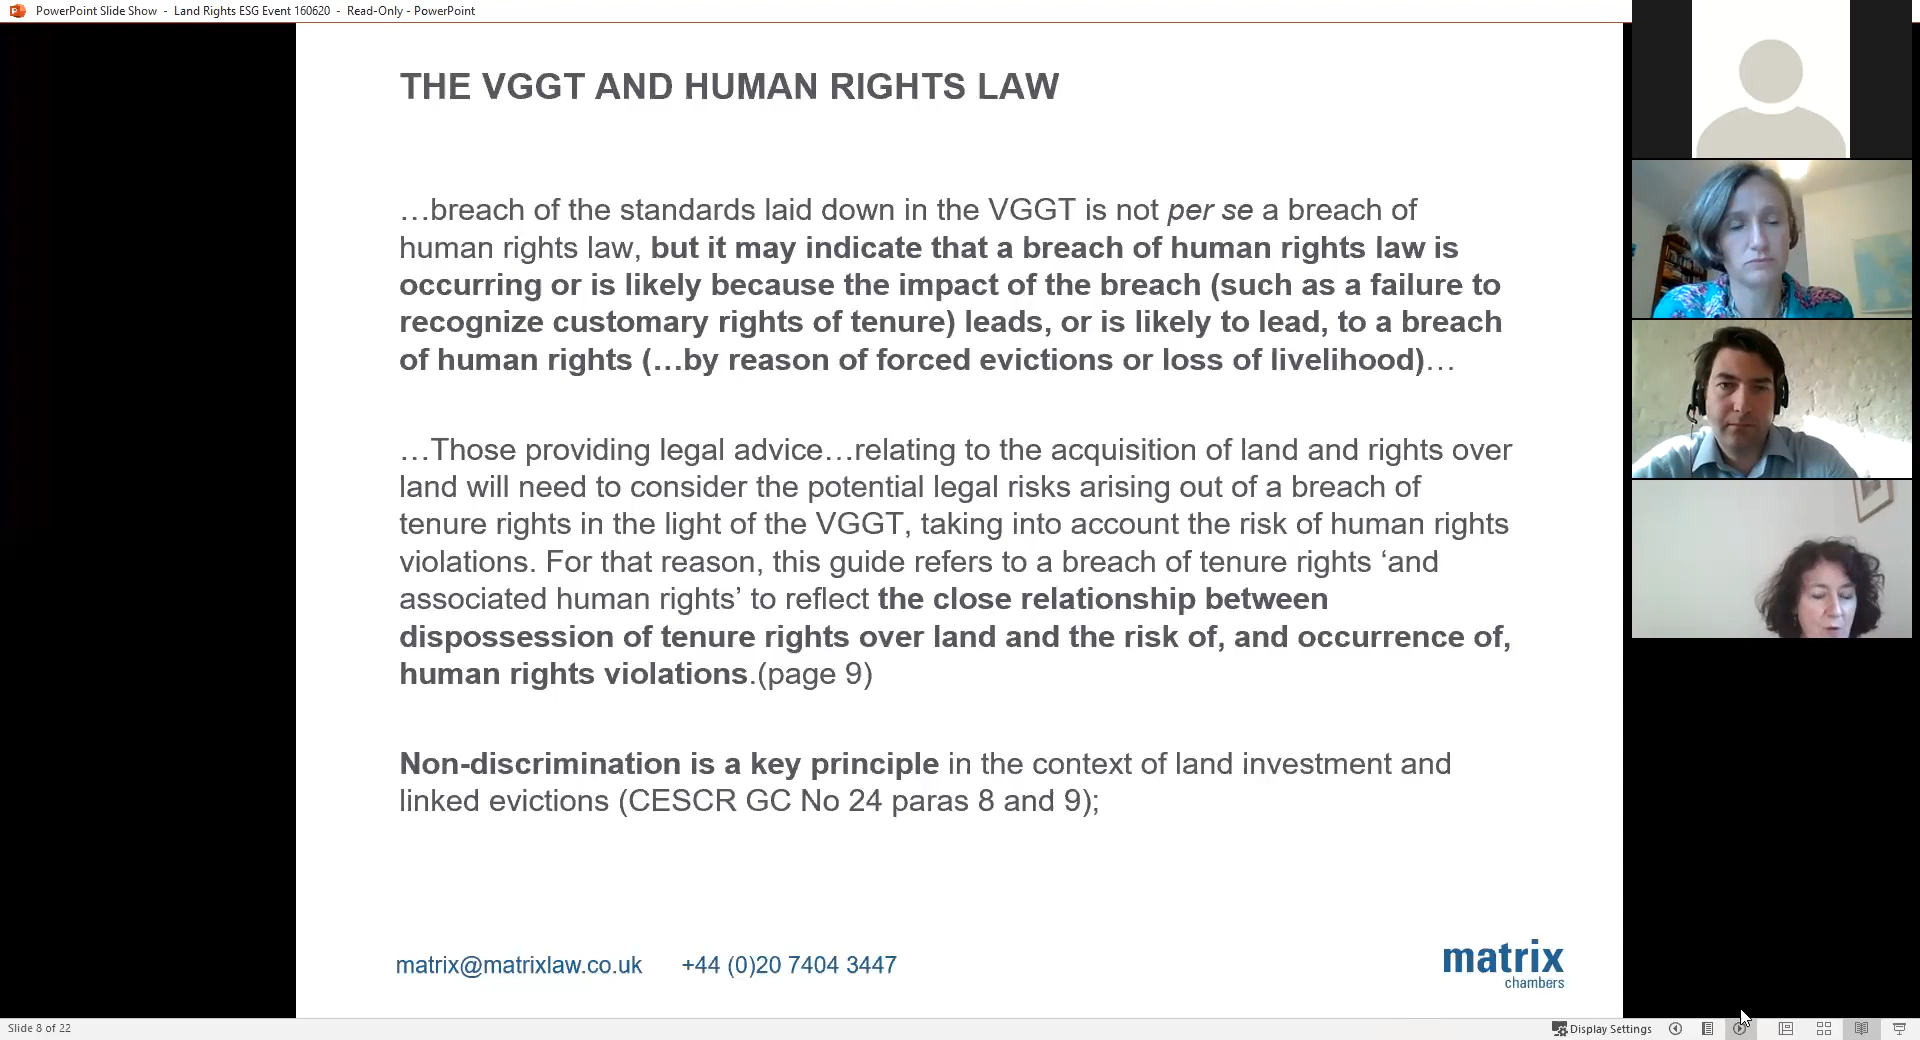 PowerPoint Slide Show - Land Rights ESG Event 160620 - Read-Only - PowerPoint
THE VGGT AND HUMAN RIGHTS LAW
…breach of the standards laid down in the VGGT is not per se a breach of
human rights law, but it may indicate that a breach of human rights law is
occurring or is likely because the impact of the breach (such as a failure to
recognize customary rights of tenure) leads, or is likely to lead, to a breach
of human rights (…by reason of forced evictions or loss of livelihood)…
…Those providing legal advice…relating to the acquisition of land and rights over
land will need to consider the potential legal risks arising out of a breach of
tenure rights in the light of the VGGT, taking into account the risk of human rights
violations. For that reason, this guide refers to a breach of tenure rights ‘and
associated human rights’ to reflect the close relationship between
dispossession of tenure rights over land and the risk of, and occurrence of,
human rights violations.(page 9)
Non-discrimination is a key principle in the context of land investment and
linked evictions (CESCR GC No 24 paras 8 and 9);
matrix@matrixlaw.co.uk +44 (0)20 7404 3447
matrix
chambers
Slide 8 of 22
Display Settings